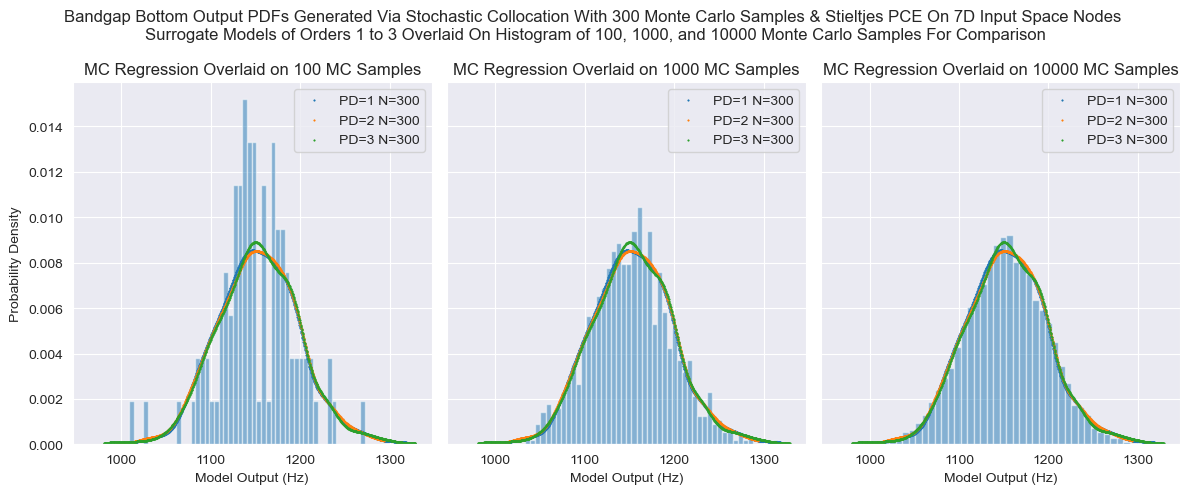 Bandgap Bottom Output PDFs Generated Via Stochastic Collocation With 300 Monte Carlo Samples & Stieltjes PCE On 7D Input Space Nodes
Surrogate Models of Orders 1 to 3 Overlaid On Histogram of 100, 1000, and 10000 Monte Carlo Samples For Comparison
MC Regression Overlaid on 100 MC Samples
PD=1 N=300
PD=2 N=300
PD=3 N=300
0.014
0.012
0.010
0.008
0.006
0.004
0.002
0.000
Probability Density
1000
1100
1200
1300
Model Output (Hz)
MC Regression Overlaid on 1000 MC Samples
PD=1 N=300
PD=2 N=300
PD=3 N=300
1000
1100
1200
1300
Model Output (Hz)
MC Regression Overlaid on 10000 MC Samples
PD=1 N=300
PD=2 N=300
PD=3 N=300
1000
1100
1200
1300
Model Output (Hz)